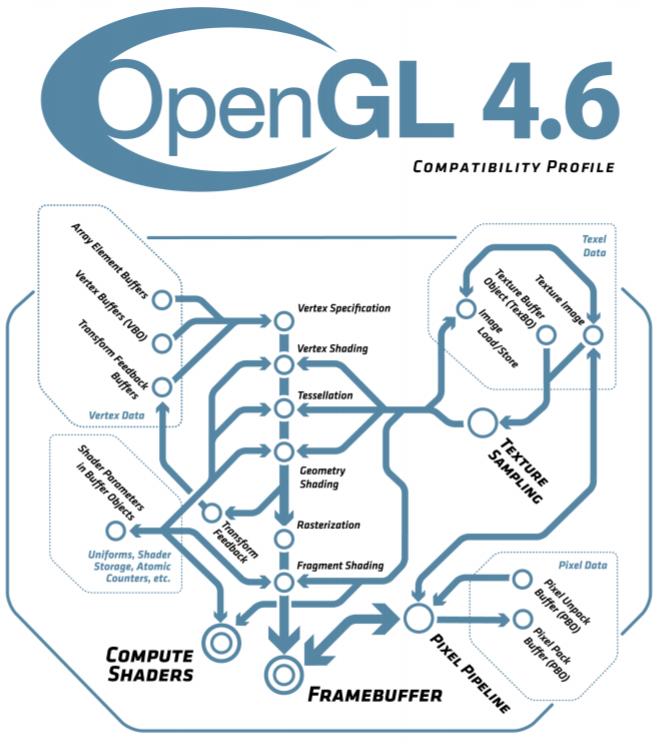 OpenGL 4.6
COMPATIBILITY PROFILE
Array Element Buffers
Vertex Buffers (VBO)
Transform Feedback
Buffers
Vertex Data
Vertex Specification
Vertex Shading
Tessellation
Geometry
Shading
Rasterization
Fragment Shading
Texel
Data
Texture Image
Texture Buffer
Object (TexBO)
Image
Load/Store
TEXTURE
SAMPLING
Shader Parameters
in Buffer Objects
Uniforms, Shader
Storage, Atomic
Counters, etc.
Transform
Feedback
Pixel Data
Pixel Unpack
Buffer (PBO)
Pixel Pack
Buffer (PBO)
PIXEL PIPELINE
COMPUTE
SHADERS
FRAMEBUFFER